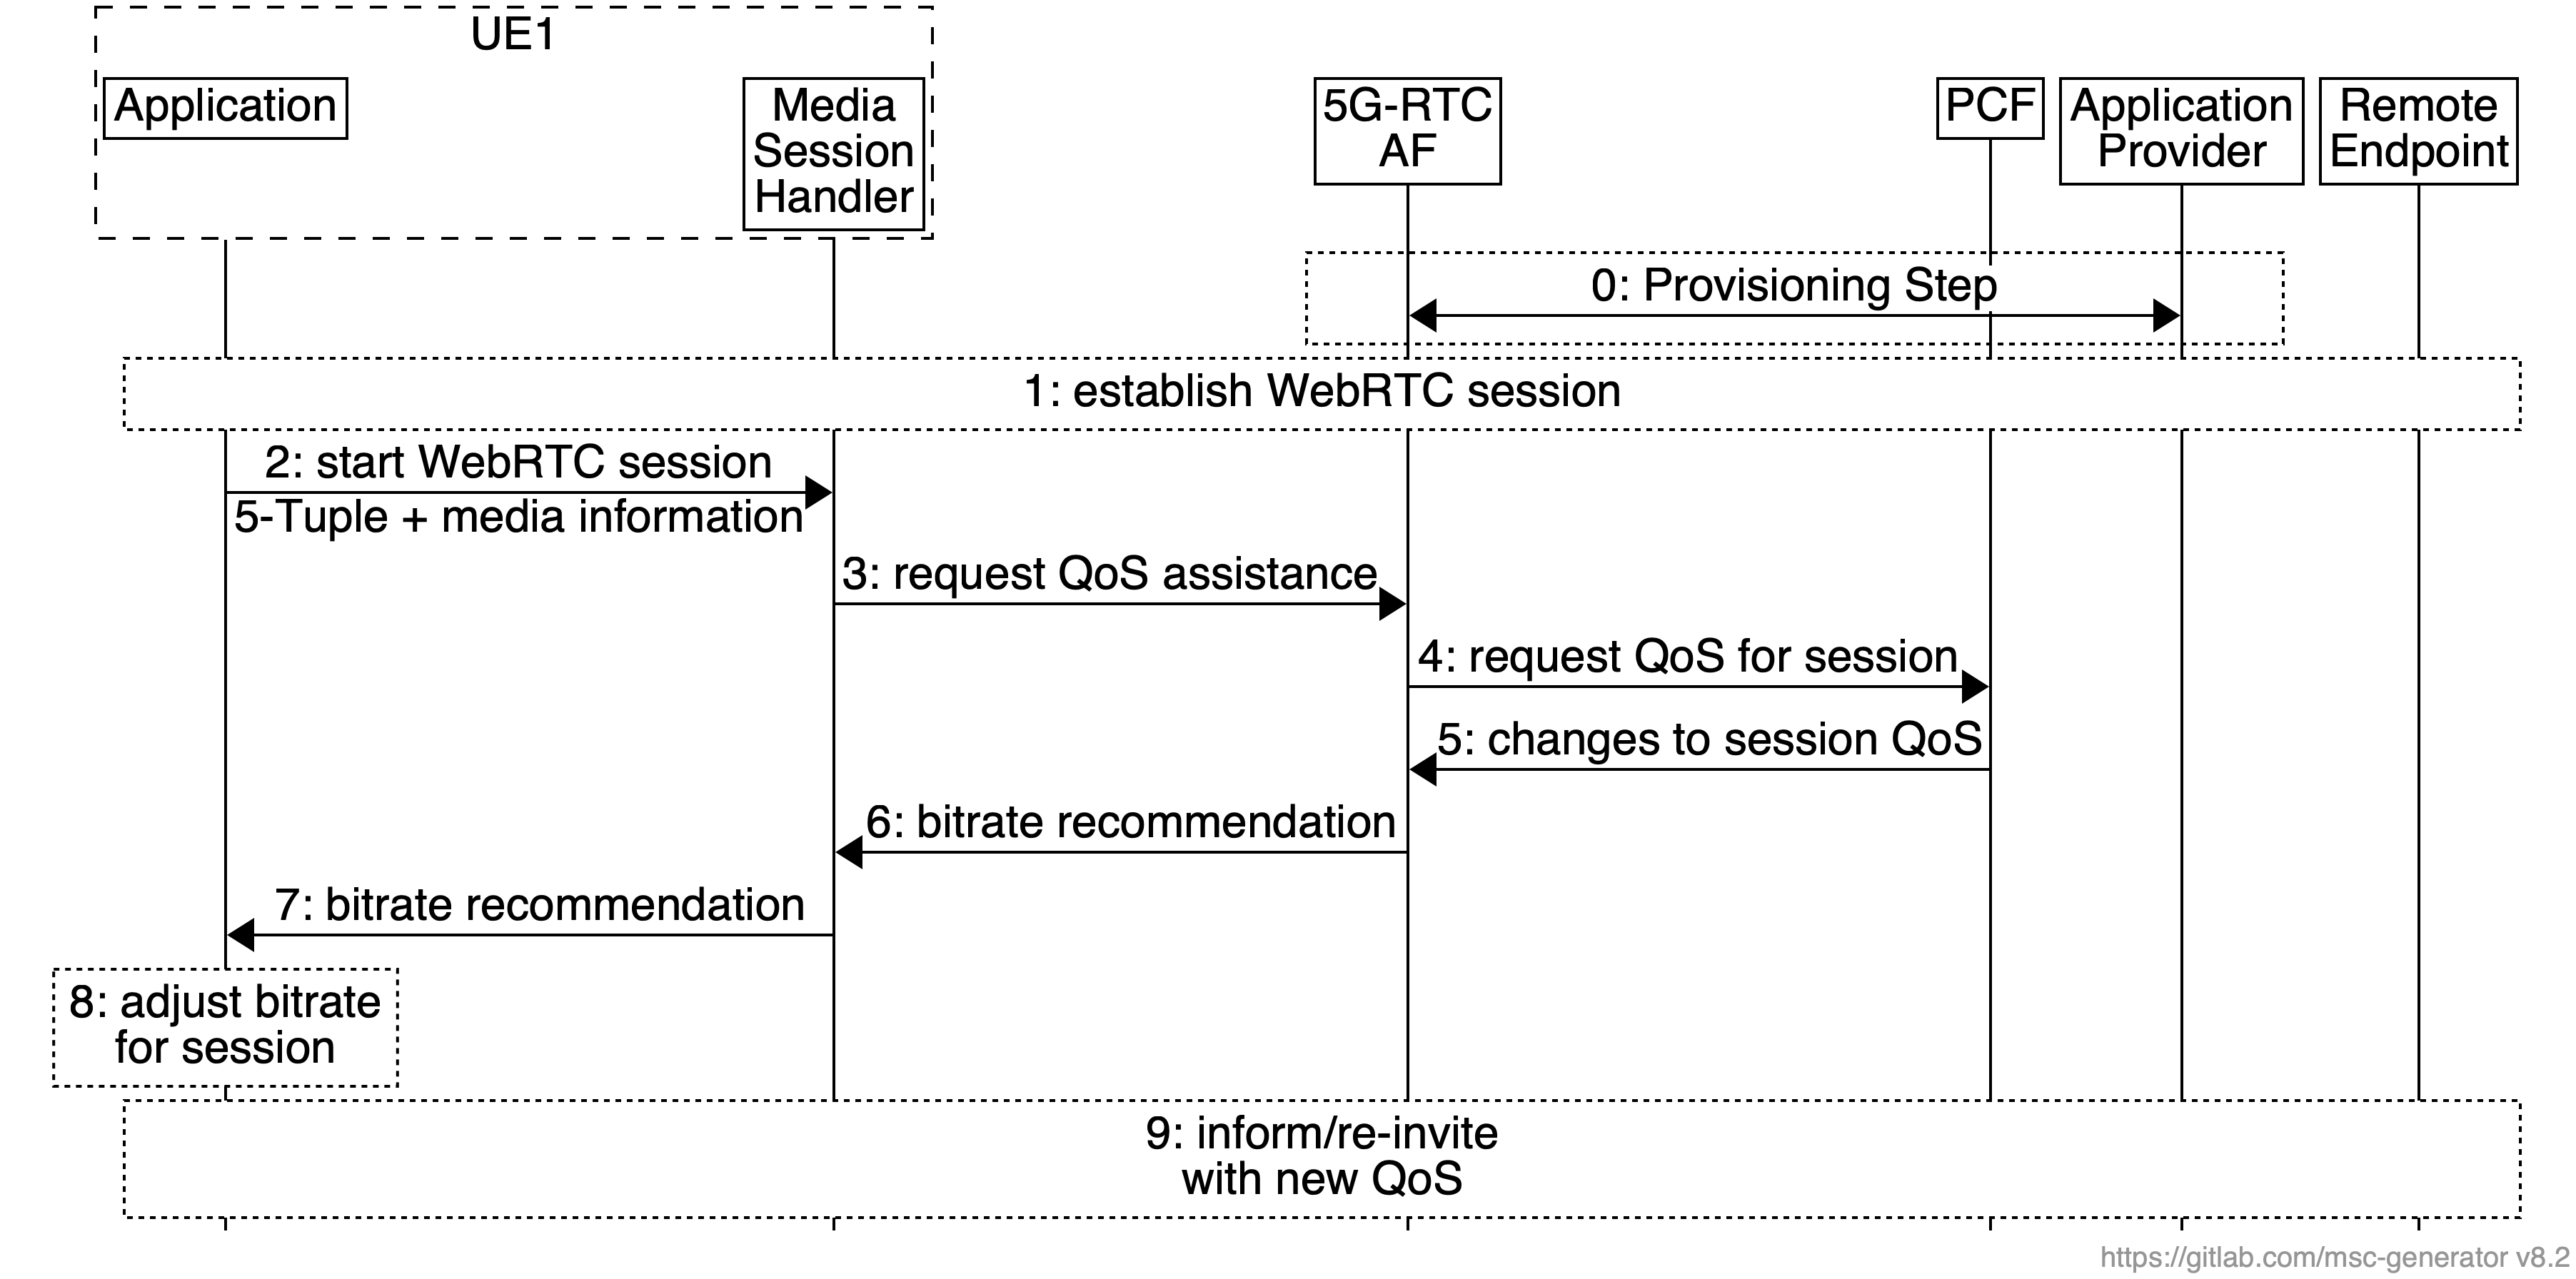 UE1
Application
Media
Session
Handler
5G-RTC
AF
PCF
Application
Provider
Remote
Endpoint
0: Provisioning Step
1: establish WebRTC session
2: start WebRTC session
5-Tuple + media information
3: request QoS assistance
4: request QoS for session
5: changes to session QoS
6: bitrate recommendation
7: bitrate recommendation
8: adjust bitrate
for session
9: inform/re-invite
with new QoS
https://gitlab.com/msc-generator v8.2